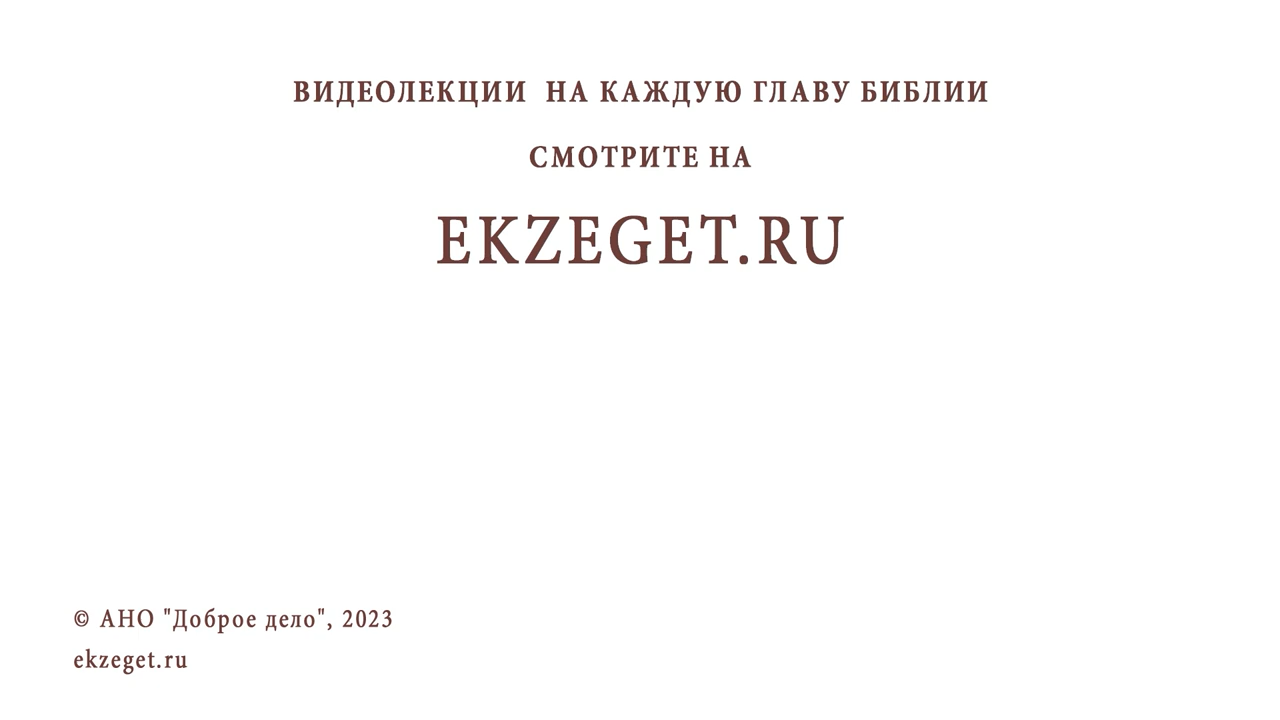 ВИДЕОЛЕКЦИИ НА КАЖДУЮ ГЛАВУ БИБЛИИ
СМОТРИТЕ НА
EKZEGET.RU
© АНО "Доброе дело", 2023
ekzeget.ru